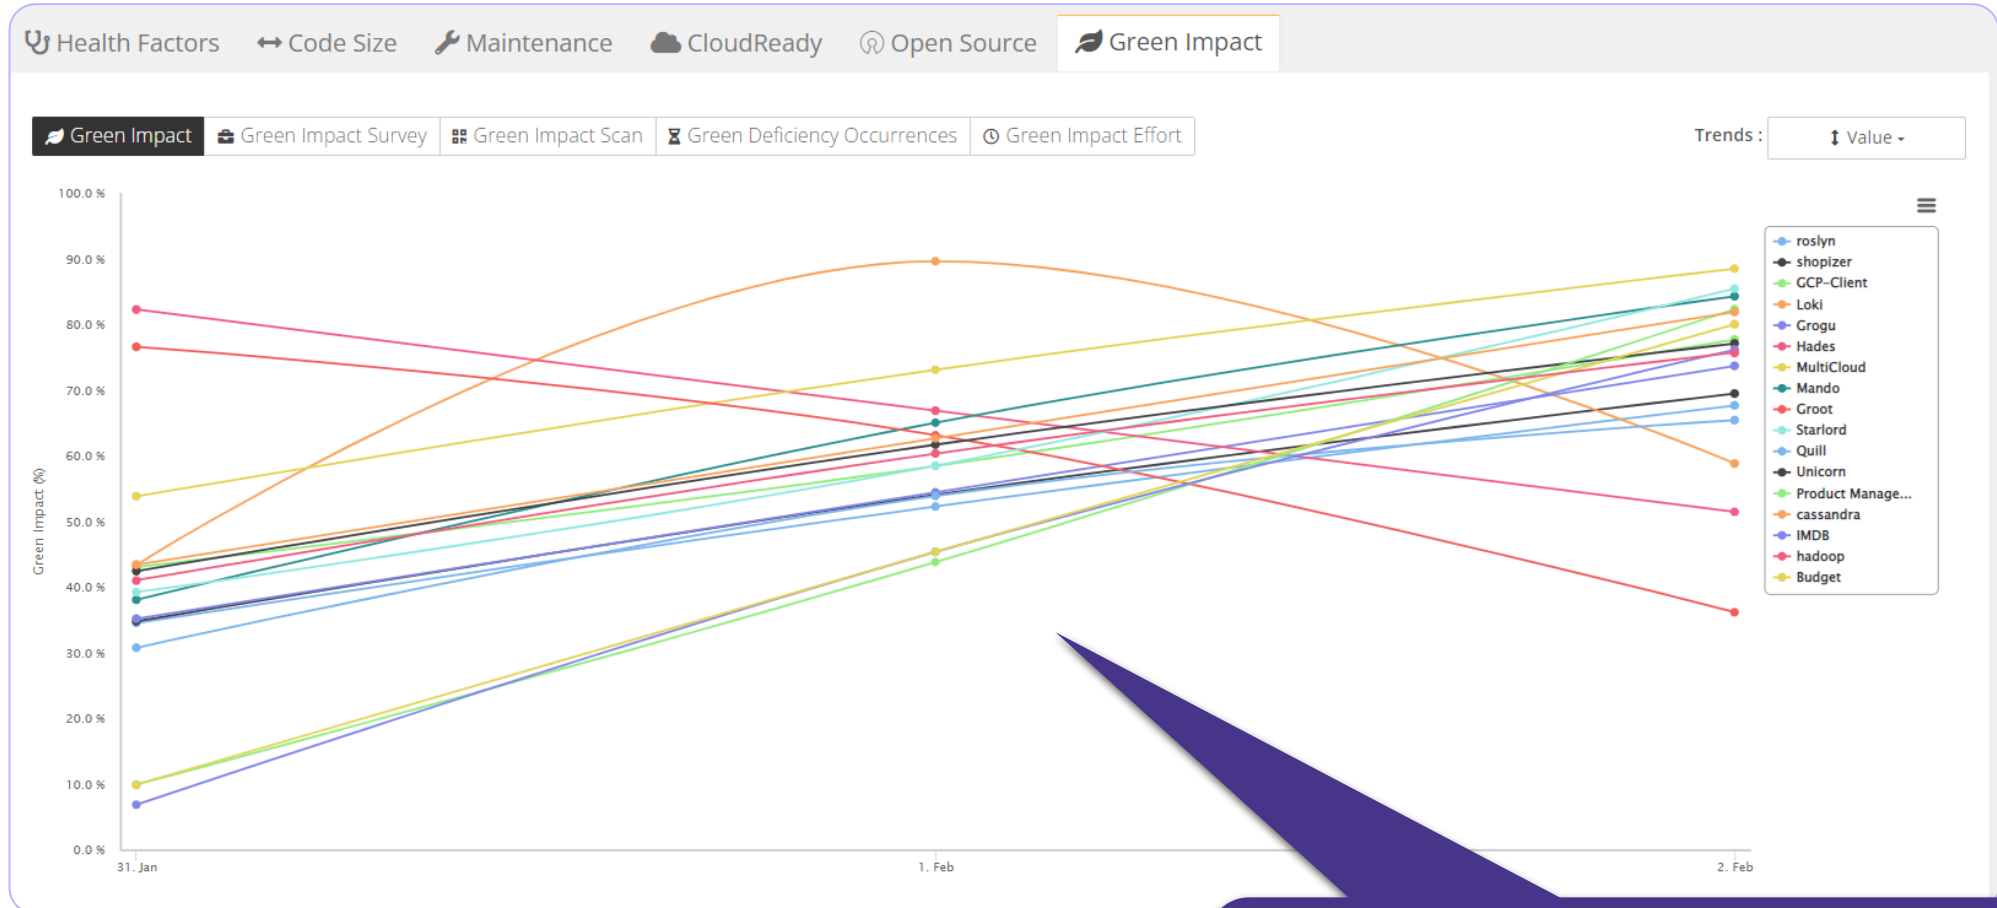 Health Factors Code Size Maintenance CloudReady Open Source Green Impact
Green Impact Green Impact Survey Green Impact Scan Green Deficiency Occurrences Green Impact Effort Trends : Value
100.0 %
90.0 %
80.0 %
70.0 %
60.0 %
50.0 %
40.0 %
30.0 %
20.0 %
10.0 %
0.0 %
Green Impact (%)
31. Jan 1. Feb 2. Feb
roslyn
shopizer
GCP-Client
Loki
Grogu
Hades
MultiCloud
Mando
Groot
Starlord
Quill
Unicorn
Product Manage...
cassandra
IMDB
hadoop
Budget